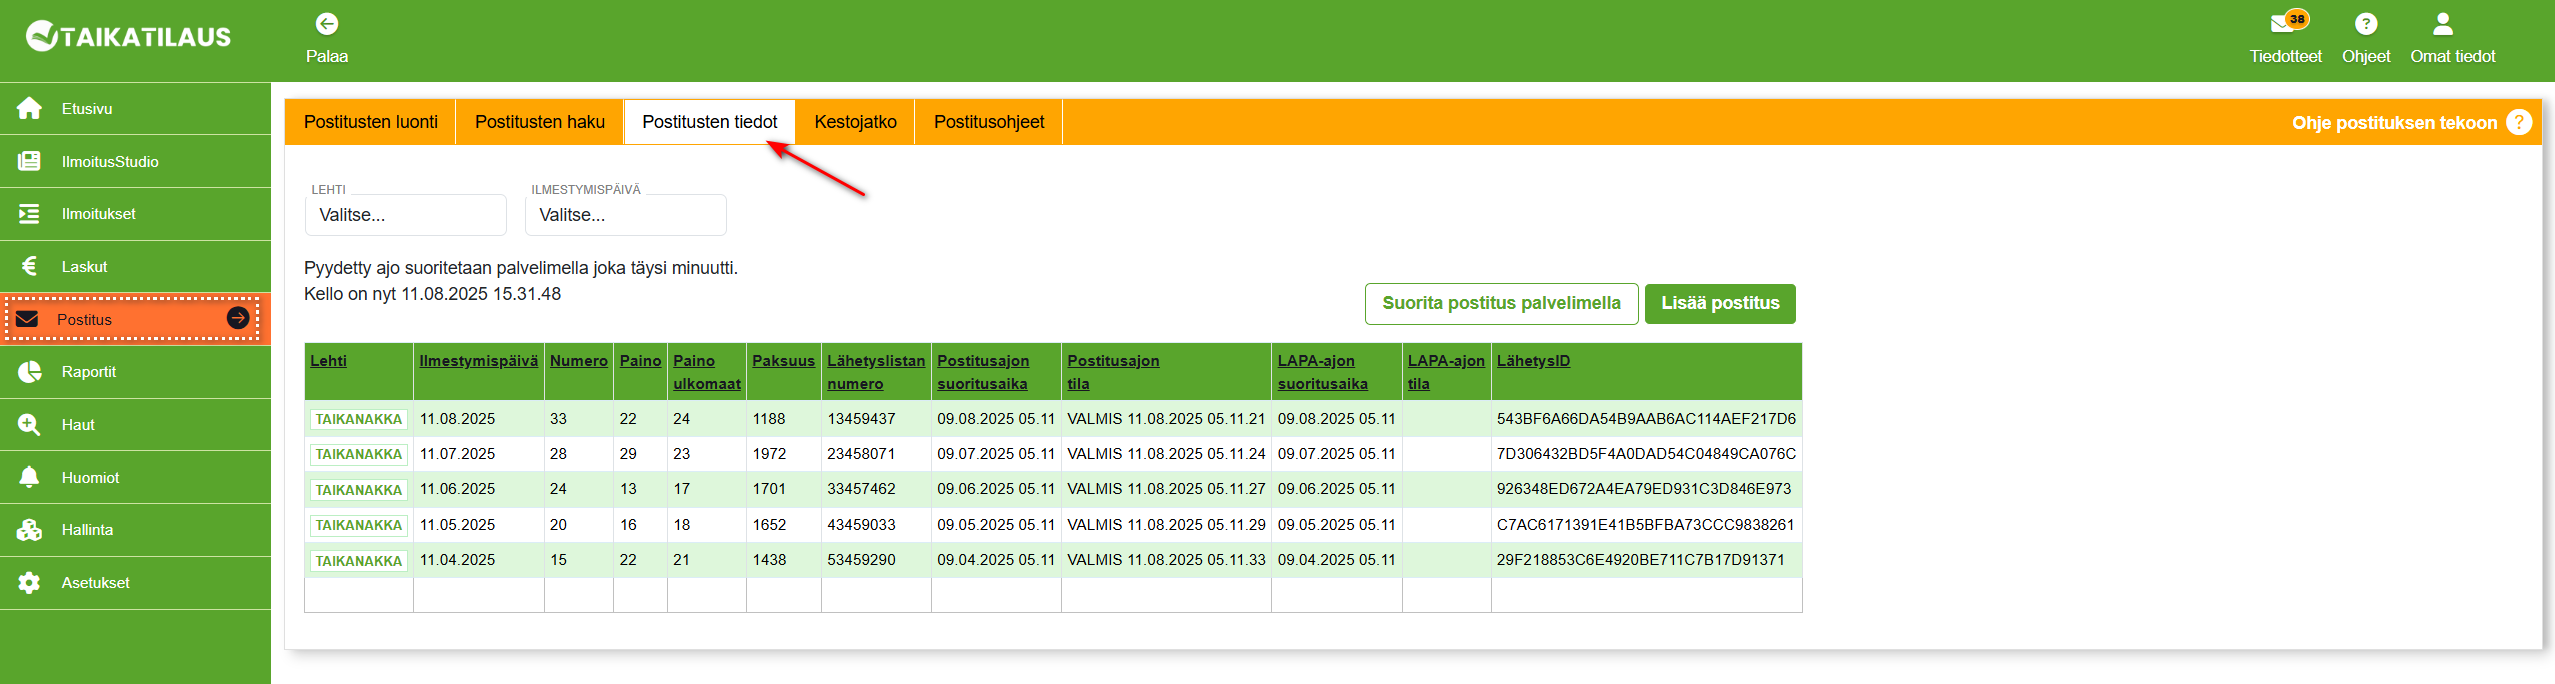 TAIKATILAUS
Palaa
38
Tiedotteet
Ohjeet
Omat tiedot
Etusivu
IlmoitusStudio
Ilmoitukset
Laskut
Postitus
Raportit
Haut
Huomiot
Hallinta
Asetukset
Postitusten luonti
Postitusten haku
Postitusten tiedot
Kestojatko
Postitusohjeet
Ohje postituksen tekoon ?
LEHTI
Valitse...
ILMESTYMISPÄIVÄ
Valitse...
Pyydetty ajo suoritetaan palvelimella joka täysi minuutti.
Kello on nyt 11.08.2025 15.31.48
Suorita postitus palvelimella
Lisää postitus
Lehti Ilmestymispäivä Numero Paino Paino ulkomaat Paksuus Lähetyslistan numero Postitusajon suoritusaika Postitusajon tila LAPA-ajon suoritusaika LAPA-ajon tila LähetysID
TAIKANAKKA 11.08.2025 33 22 24 1188 13459437 09.08.2025 05.11 VALMIS 11.08.2025 05.11.21 09.08.2025 05.11 543BF6A66DA54B9AAB6AC114AEF217D6
TAIKANAKKA 11.07.2025 28 29 23 1972 23458071 09.07.2025 05.11 VALMIS 11.08.2025 05.11.24 09.07.2025 05.11 7D306432BD5F4A0DAD54C04849CA076C
TAIKANAKKA 11.06.2025 24 13 17 1701 33457462 09.06.2025 05.11 VALMIS 11.08.2025 05.11.27 09.06.2025 05.11 926348ED672A4EA79ED931C3D846E973
TAIKANAKKA 11.05.2025 20 16 18 1652 43459033 09.05.2025 05.11 VALMIS 11.08.2025 05.11.29 09.05.2025 05.11 C7AC6171391E41B5BFBA73CCC9838261
TAIKANAKKA 11.04.2025 15 22 21 1438 53459290 09.04.2025 05.11 VALMIS 11.08.2025 05.11.33 09.04.2025 05.11 29F218853C6E4920BE711C7B17D91371